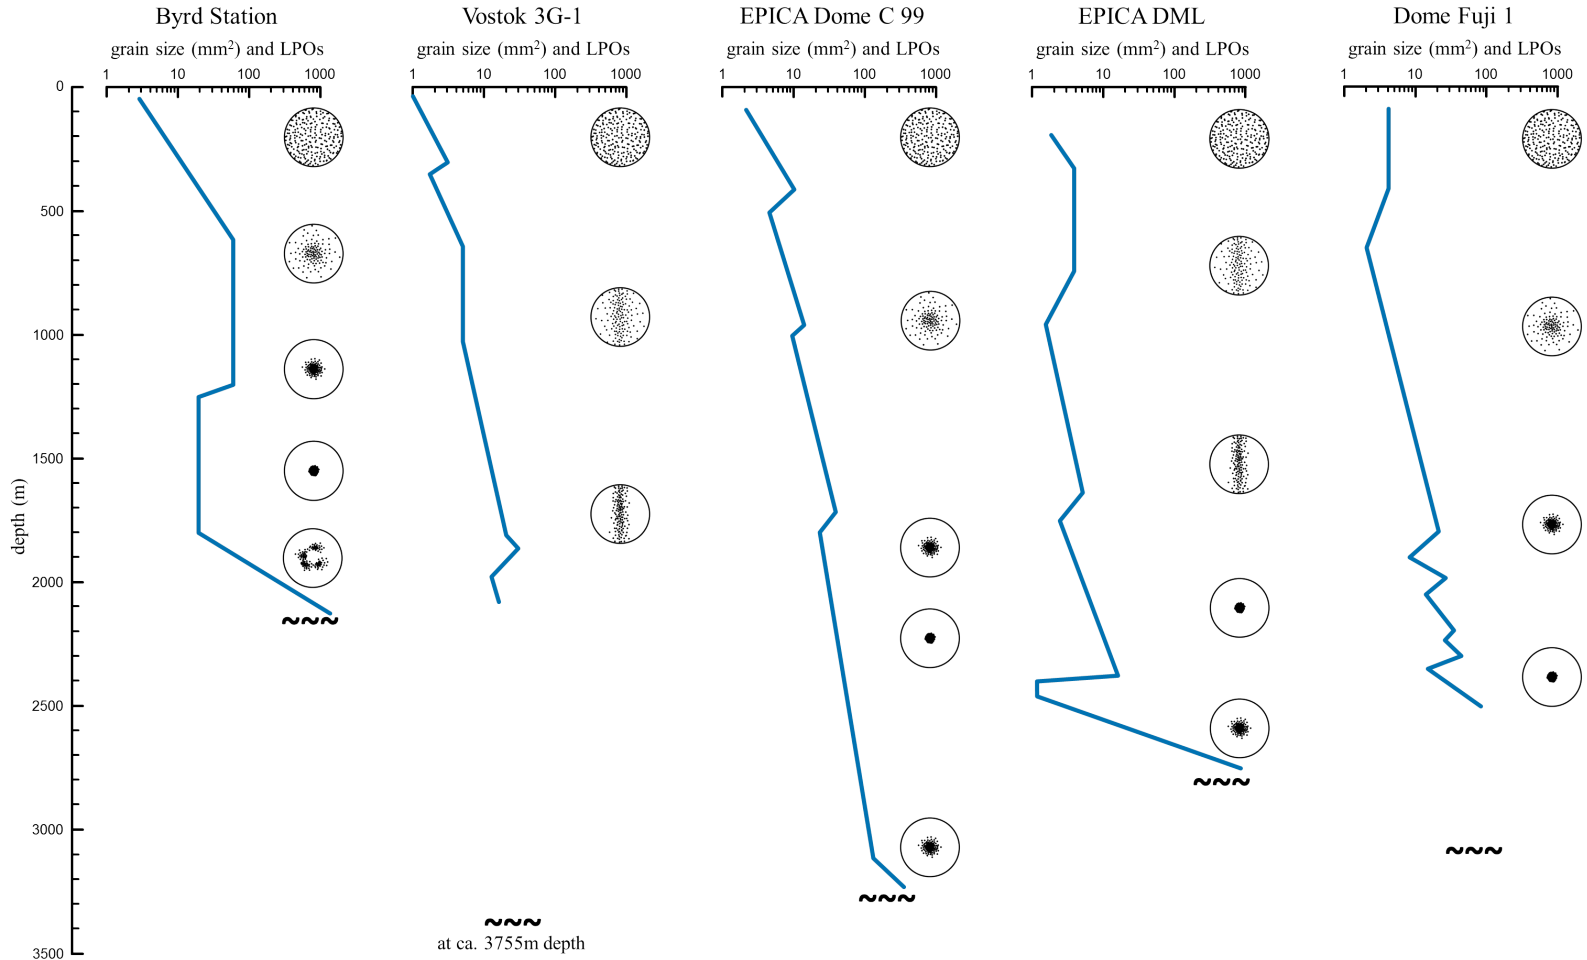 Byrd Station Vostok 3G-1 EPICA Dome C 99 EPICA DML Dome Fuji 1
grain size (mm²) and LPOs grain size (mm²) and LPOs grain size (mm²) and LPOs grain size (mm²) and LPOs grain size (mm²) and LPOs
1 10 100 1000 1 10 100 1000 1 10 100 1000 1 10 100 1000 1 10 100 1000
0
500
1000
1500
depth (m)
2000
2500
3000
3500
~~~
~~~
~~~
~~~
~~~
at ca. 3755m depth